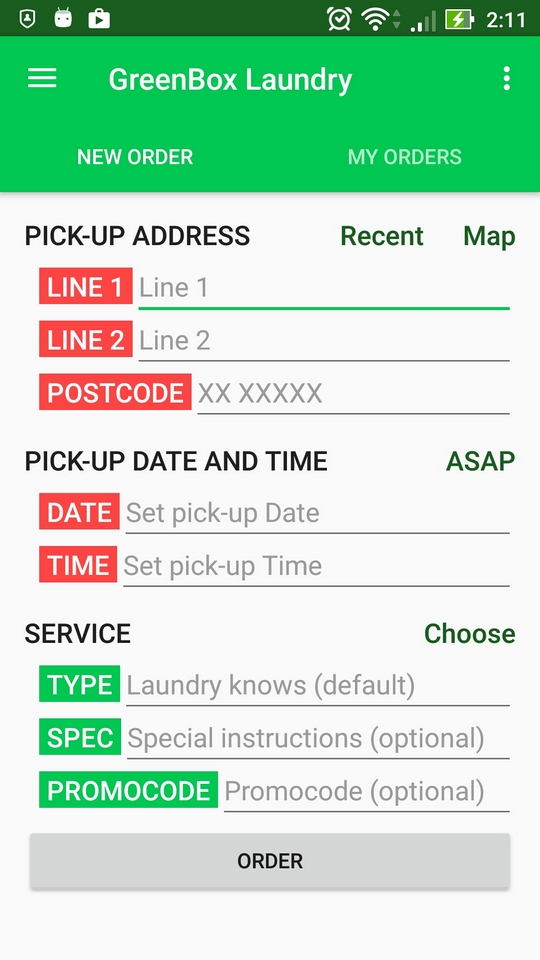 2:11
GreenBox Laundry
NEW ORDER MY ORDERS
PICK-UP ADDRESS Recent Map
LINE 1 Line 1
LINE 2 Line 2
POSTCODE XX XXXXX
PICK-UP DATE AND TIME ASAP
DATE Set pick-up Date
TIME Set pick-up Time
SERVICE Choose
TYPE Laundry knows (default)
SPEC Special instructions (optional)
PROMOCODE Promocode (optional)
ORDER